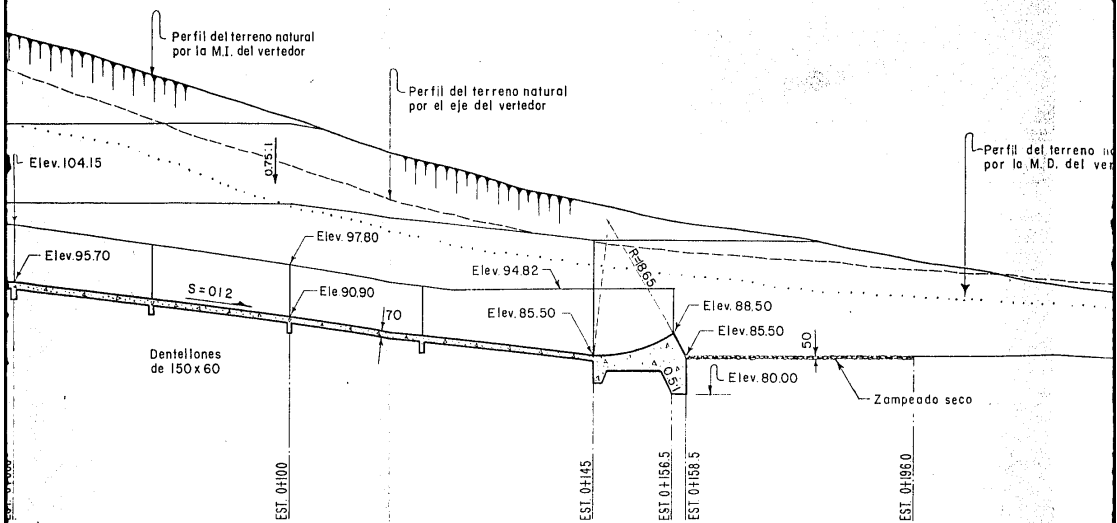 Perfil del terreno natural
por la M.I. del vertedor
Perfil del terreno natural
por el eje del vertedor
Perfil del terreno
por la M. D. del
Elev. 104.15
0.75:1
Elev. 97.80
R=18.65
Elev. 95.70
S = 012
Elev. 94.82
Elev. 88.50
Ele. 90.90
70
Elev. 85.50
Elev. 85.50
50
Dentellones
de 150 x 60
0.5:1
Elev. 80.00
Zampeado seco
EST. 0+100
EST. 0+145
EST. 0+156.5
EST. 0+158.5
EST. 0+196.0